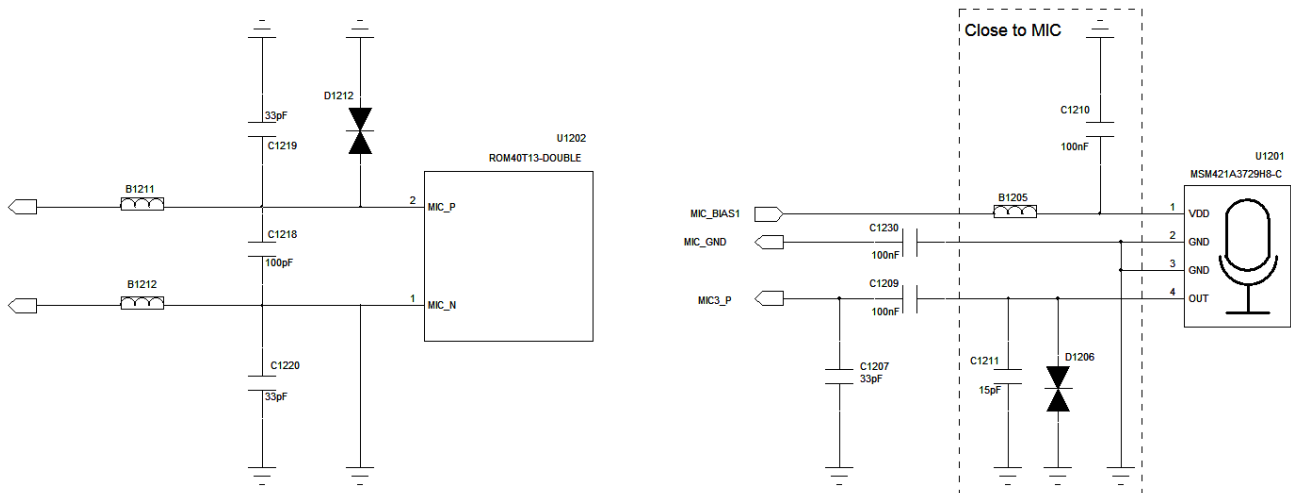 33pF
C1219
D1212
U1202
ROM40T13-DOUBLE
B1211
2
MIC_P
C1218
100pF
B1212
1
MIC_N
C1220
33pF
Close to MIC
C1210
100nF
U1201
MSM421A3729H8-C
B1205
MIC_BIAS1
1
VDD
C1230
MIC_GND
100nF
2
GND
3
GND
C1209
MIC3_P
100nF
4
OUT
C1207
33pF
C1211
15pF
D1206